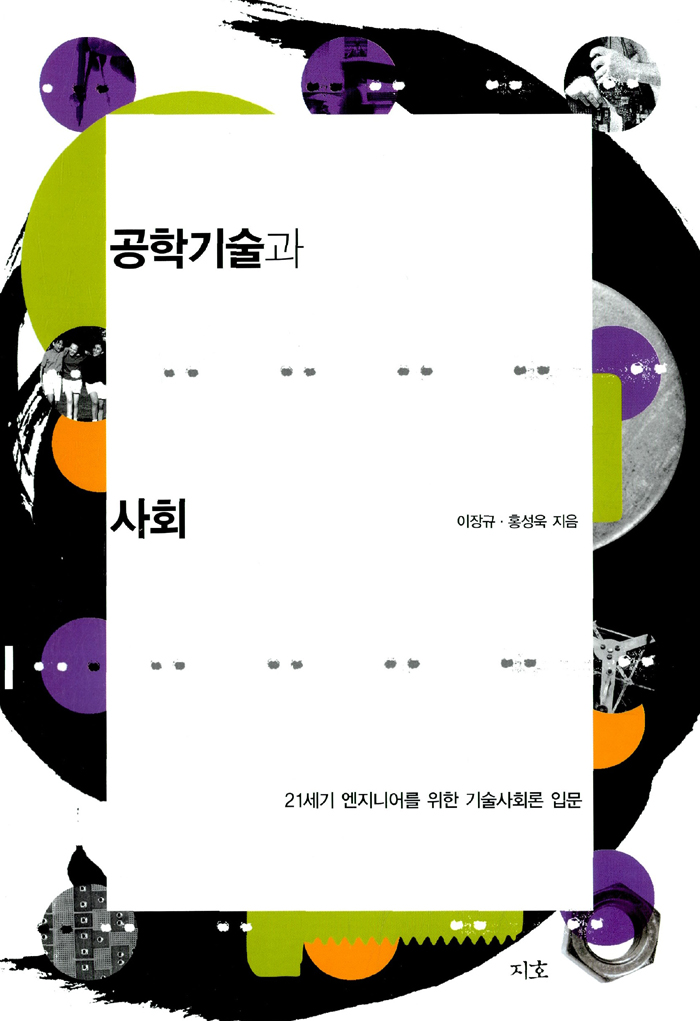 공학기술과
사회
이장규 · 홍성욱 지음
21세기 엔지니어를 위한 기술사회론 입문
지호